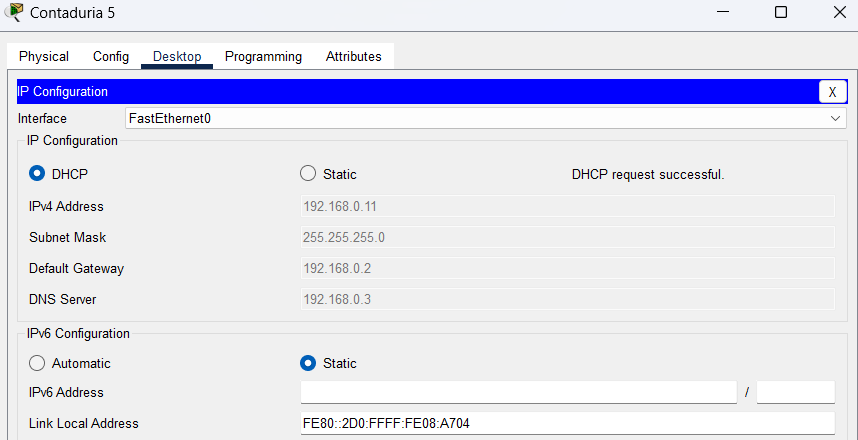 Contaduria 5
Physical Config Desktop Programming Attributes
IP Configuration X
Interface FastEthernet0
IP Configuration
DHCP Static DHCP request successful.
IPv4 Address 192.168.0.11
Subnet Mask 255.255.255.0
Default Gateway 192.168.0.2
DNS Server 192.168.0.3
IPv6 Configuration
Automatic Static
IPv6 Address /
Link Local Address FE80::2D0:FFFF:FE08:A704